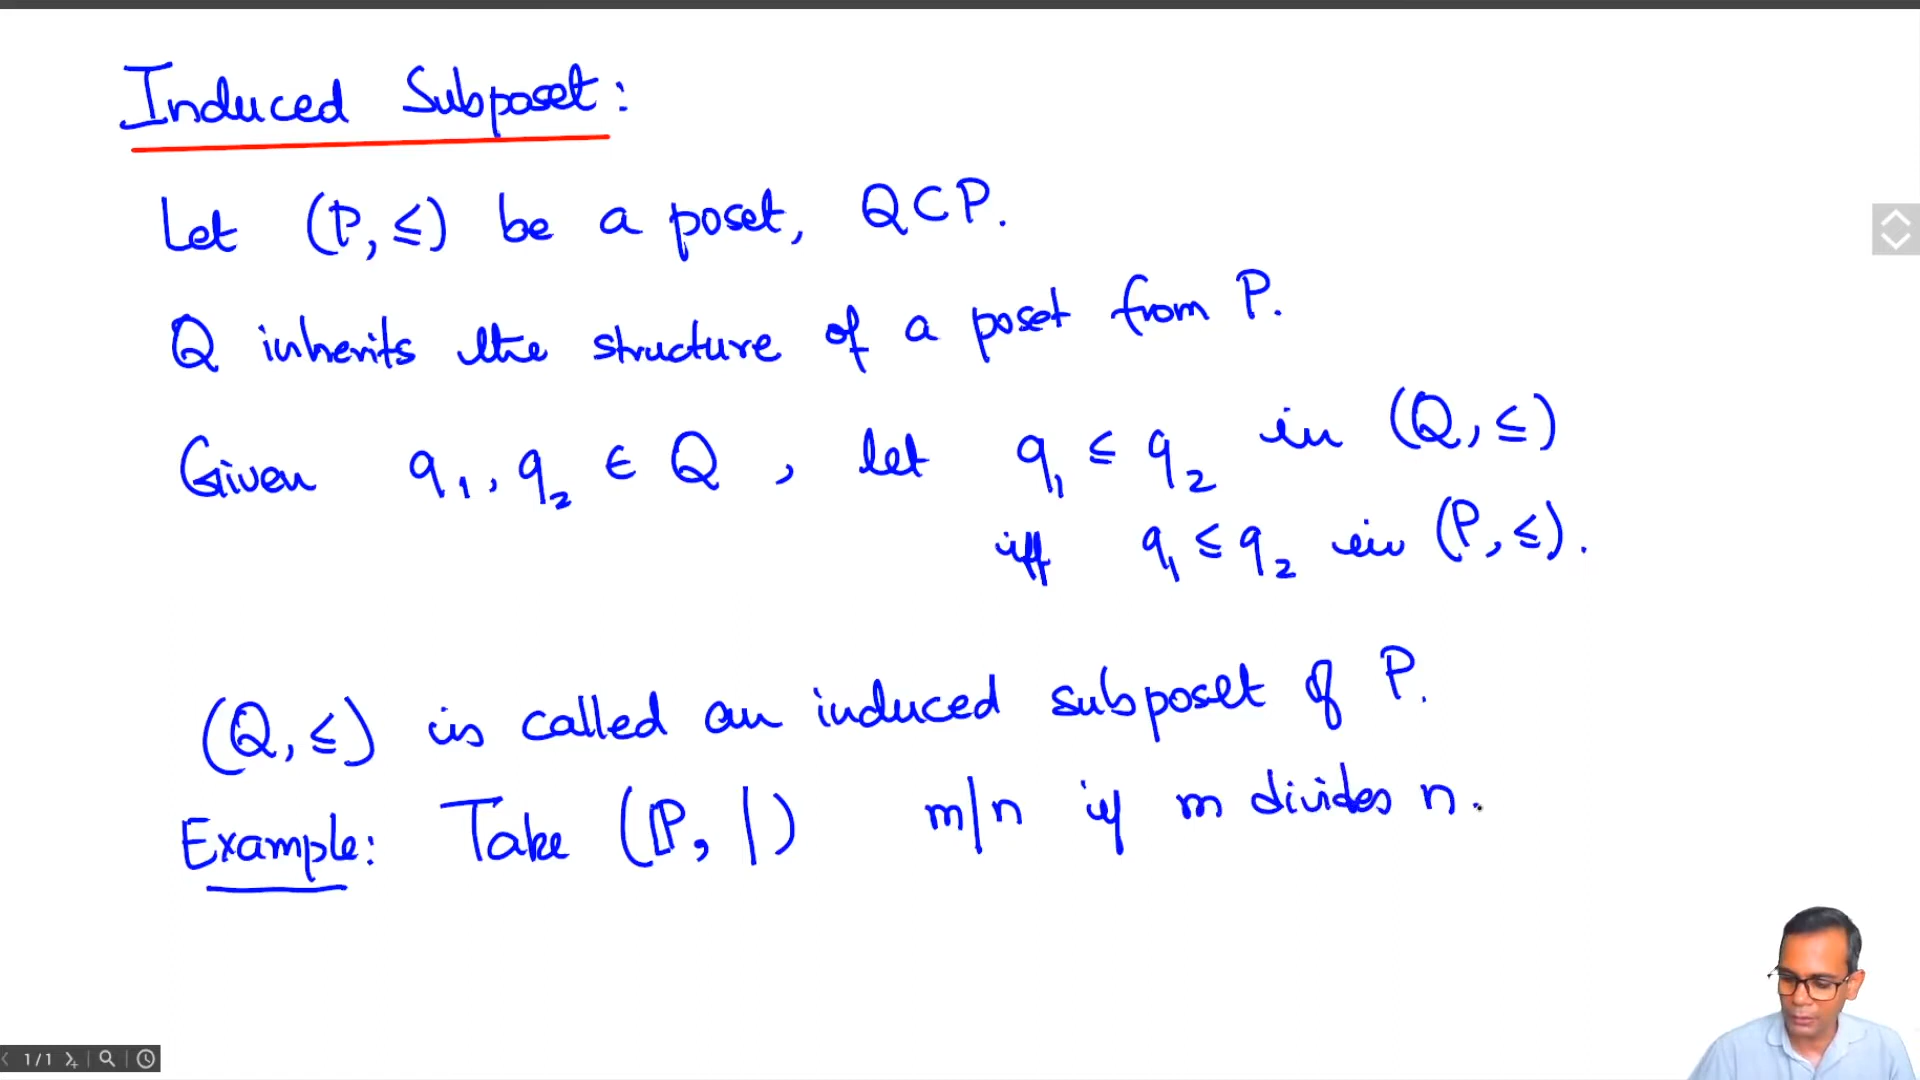 Induced Subposet:
Let (P, ≤) be a poset, Q⊂P.
Q inherits the structure of a poset from P.
Given q₁, q₂ ∈ Q, let q₁ ≤ q₂ in (Q, ≤)
iff q₁ ≤ q₂ in (P, ≤).
(Q, ≤) is called an induced subposet of P.
Example: Take (ℙ, |) m|n if m divides n.
1/1